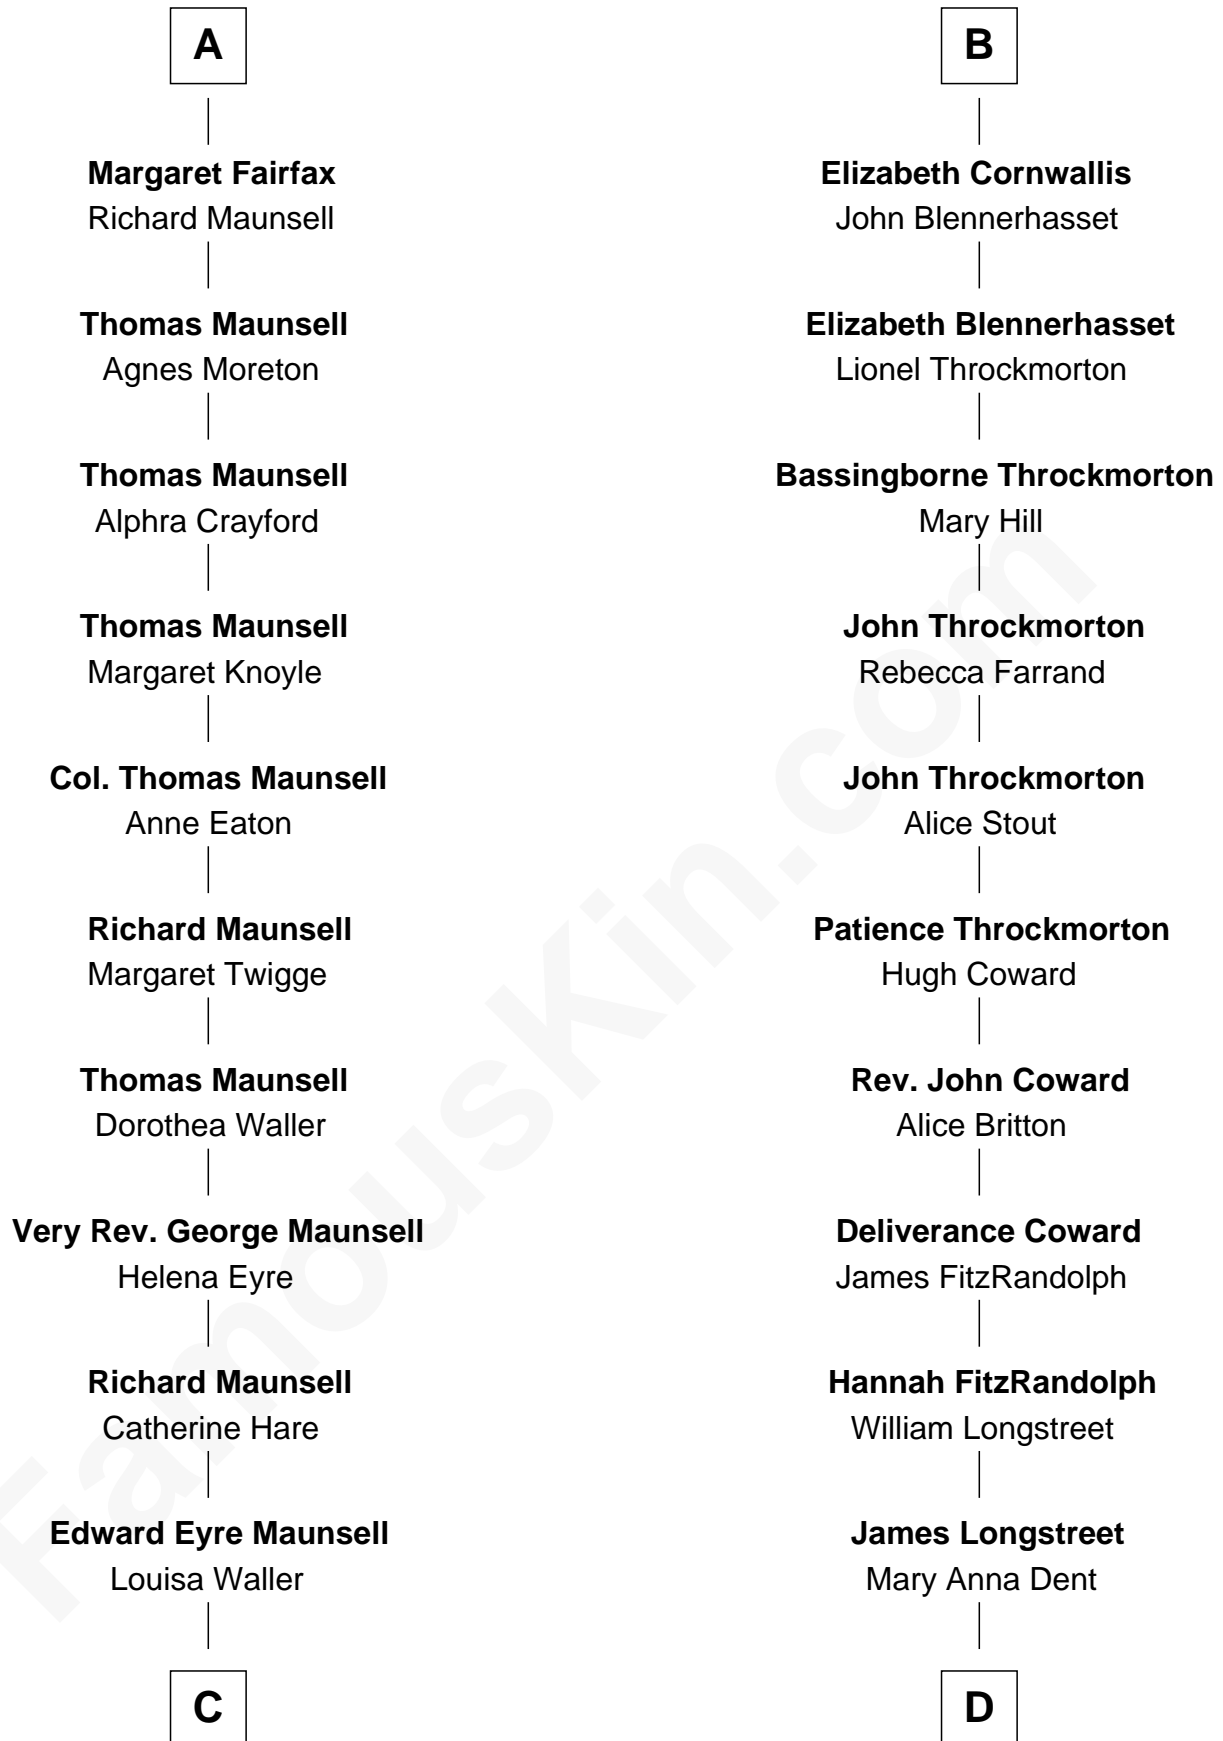 A
Margaret Fairfax
Richard Maunsell
Thomas Maunsell
Agnes Moreton
Thomas Maunsell
Alphra Crayford
Thomas Maunsell
Margaret Knoyle
Col. Thomas Maunsell
Anne Eaton
Richard Maunsell
Margaret Twigge
Thomas Maunsell
Dorothea Waller
Very Rev. George Maunsell
Helena Eyre
Richard Maunsell
Catherine Hare
Edward Eyre Maunsell
Louisa Waller
C
B
Elizabeth Cornwallis
John Blennerhasset
Elizabeth Blennerhasset
Lionel Throckmorton
Bassingborne Throckmorton
Mary Hill
John Throckmorton
Rebecca Farrand
John Throckmorton
Alice Stout
Patience Throckmorton
Hugh Coward
Rev. John Coward
Alice Britton
Deliverance Coward
James FitzRandolph
Hannah FitzRandolph
William Longstreet
James Longstreet
Mary Anna Dent
D
FamousKin.com